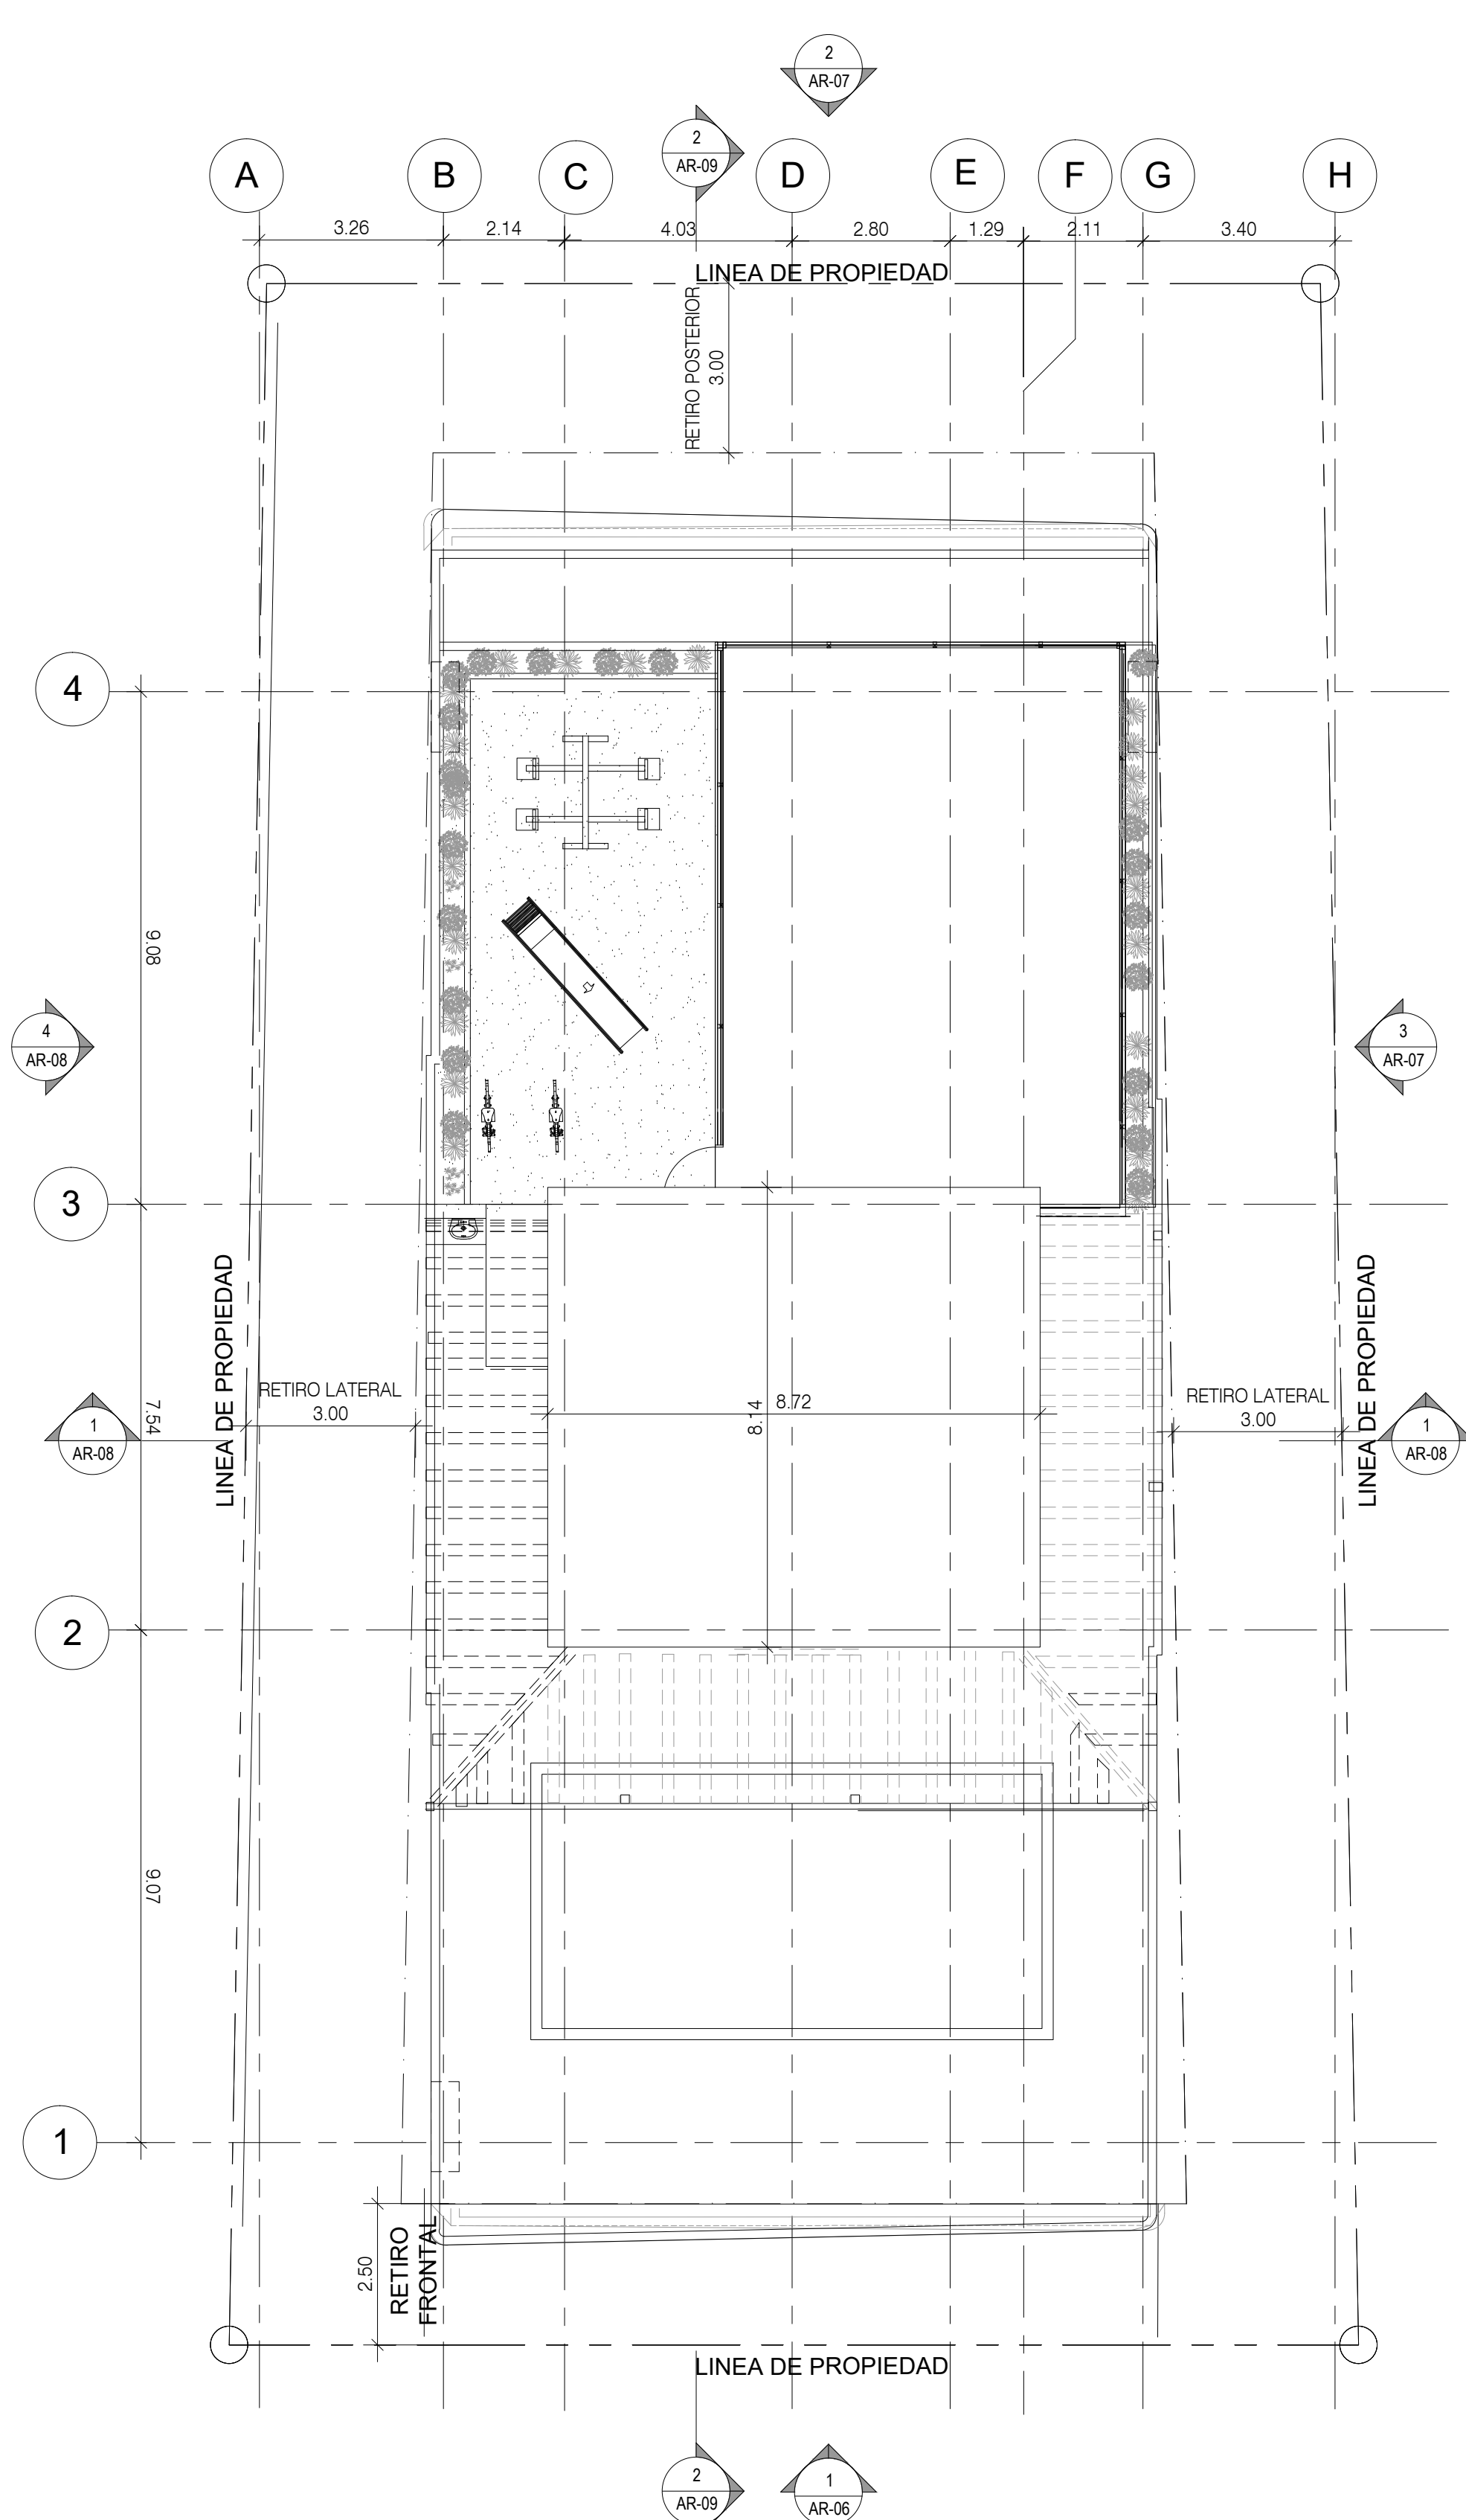 2
AR-07
2
AR-09
A
B
C
D
E
F
G
H
3.26
2.14
4.03
2.80
1.29
2.11
3.40
LINEA DE PROPIEDAD
RETIRO POSTERIOR
3.00
4
9.08
4
AR-08
3
AR-07
3
LINEA DE PROPIEDAD
LINEA DE PROPIEDAD
RETIRO LATERAL
3.00
8.14
8.72
RETIRO LATERAL
3.00
7.54
1
AR-08
1
AR-08
2
9.07
1
2.50
RETIRO
FRONTAL
LINEA DE PROPIEDAD
2
AR-09
1
AR-06